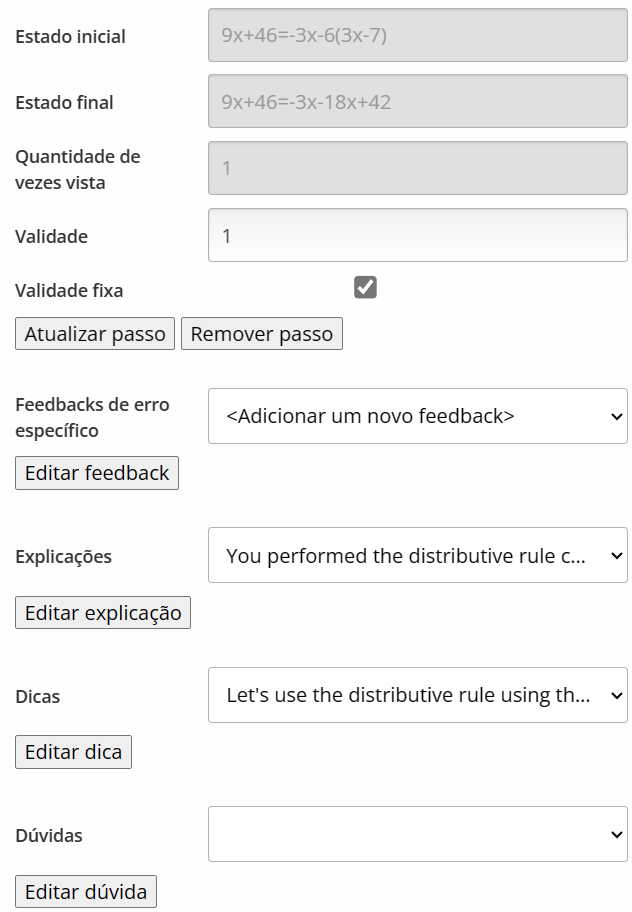 Estado inicial
9x+46=-3x-6(3x-7)
Estado final
9x+46=-3x-18x+42
Quantidade de
vezes vista
1
Validade
1
Validade fixa
Atualizar passo
Remover passo
Feedbacks de erro
específico
<Adicionar um novo feedback>
Editar feedback
Explicações
You performed the distributive rule c...
Editar explicação
Dicas
Let's use the distributive rule using th...
Editar dica
Dúvidas
Editar dúvida